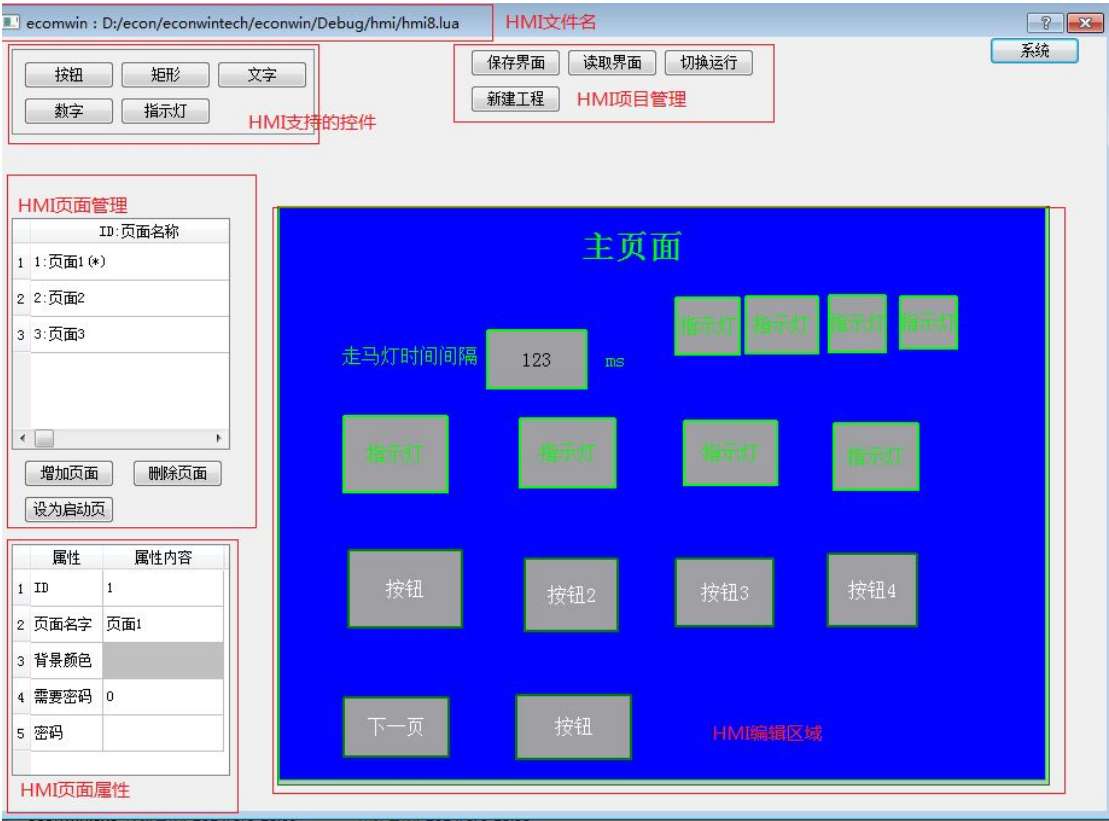 ecomwin : D:/econ/econwintech/econwin/Debug/hmi/hmi8.lua
HMI文件名
?
系统
按钮 矩形 文字
数字 指示灯
HMI支持的控件
保存界面 读取界面 切换运行
新建工程
HMI项目管理
HMI页面管理
ID:页面名称
1 1:页面1(*)
2 2:页面2
3 3:页面3
增加页面 删除页面
设为启动页
属性 属性内容
1 ID 1
2 页面名字 页面1
3 背景颜色
4 需要密码 0
5 密码
HMI页面属性
主页面
指示灯 指示灯 指示灯 指示灯
走马灯时间间隔 123 ms
指示灯 指示灯 指示灯 指示灯
按钮 按钮2 按钮3 按钮4
下一页 按钮
HMI编辑区域